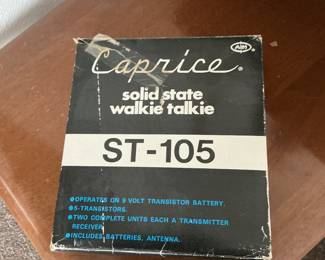 Caprice®
solid state
walkie talkie
ST-105
•OPERATES ON 9 VOLT TRANSISTOR BATTERY.
•5-TRANSISTORS.
•TWO COMPLETE UNITS EACH A TRANSMITTER
RECEIVER.
•INCLUDES BATTERIES, ANTENNA.